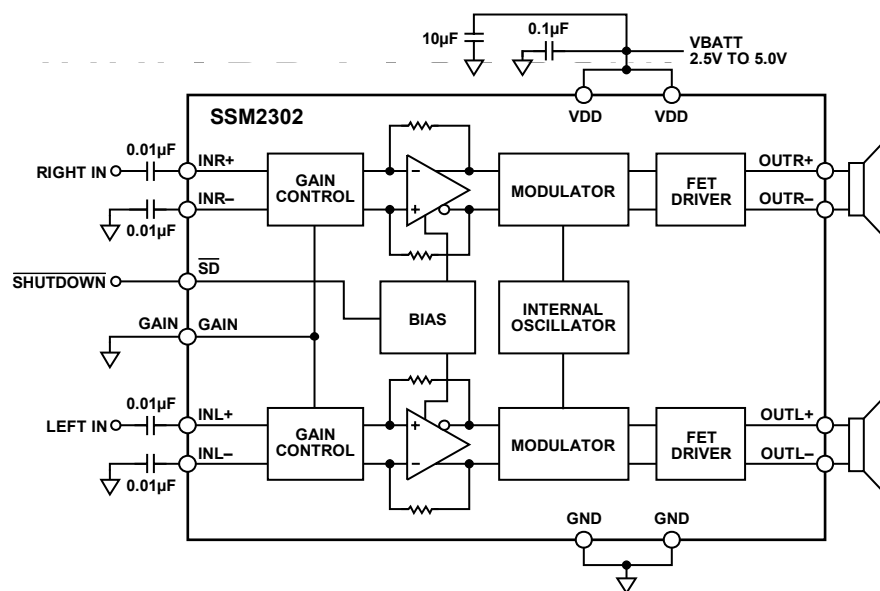 10µF
0.1µF
VBATT
2.5V TO 5.0V
SSM2302
VDD
VDD
0.01µF
RIGHT IN
INR+
INR–
0.01µF
GAIN
CONTROL
–
+
MODULATOR
FET
DRIVER
OUTR+
OUTR–
SHUTDOWN
SD
BIAS
INTERNAL
OSCILLATOR
GAIN
GAIN
0.01µF
LEFT IN
INL+
INL–
0.01µF
GAIN
CONTROL
+
–
MODULATOR
FET
DRIVER
OUTL+
OUTL–
GND
GND